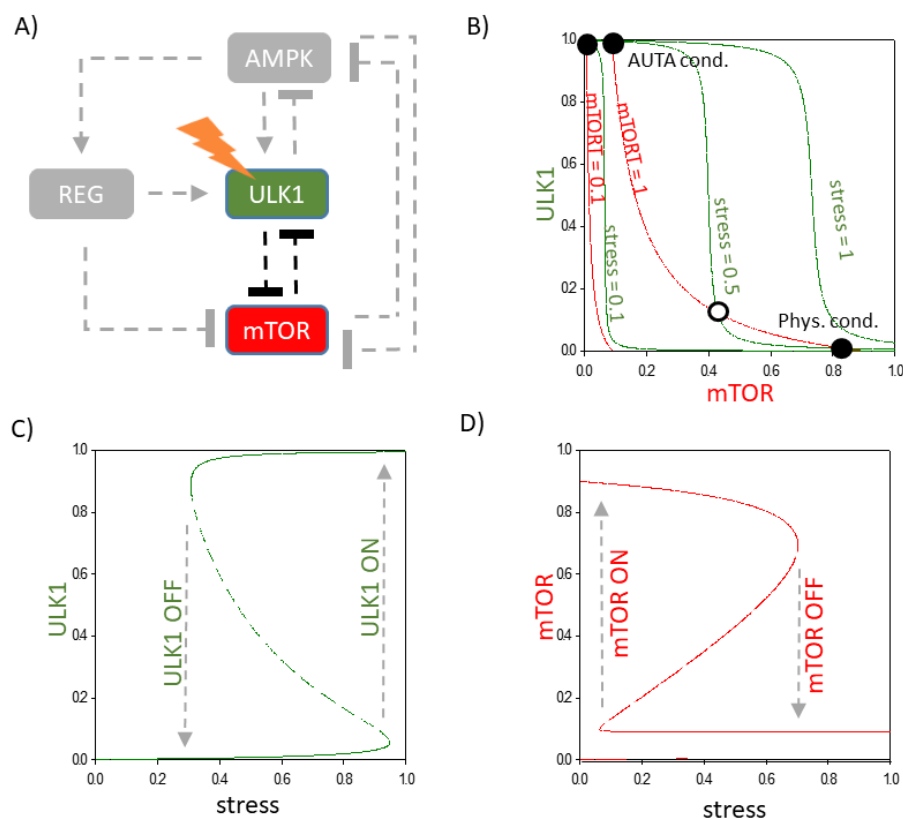 A)
AMPK
REG
ULK1
mTOR
B)
1.0
0.8
0.6
0.4
0.2
0.0
ULK1
AUTA cond.
mTORT = 0.1
mTORT = 1
stress = 0.1
stress = 0.5
stress = 1
Phys. cond.
0.0 0.2 0.4 0.6 0.8 1.0
mTOR
C)
1.0
0.8
0.6
0.4
0.2
0.0
ULK1
ULK1 OFF
ULK1 ON
0.0 0.2 0.4 0.6 0.8 1.0
stress
D)
1.0
0.8
0.6
0.4
0.2
0.0
mTOR
mTOR ON
mTOR OFF
0.0 0.2 0.4 0.6 0.8 1.0
stress